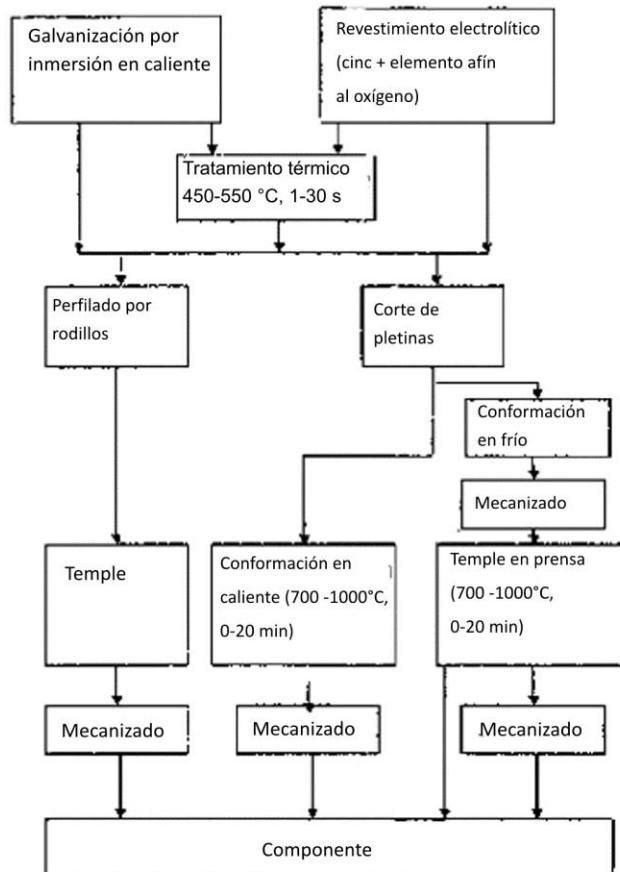 Galvanización por
inmersión en caliente
Revestimiento electrolítico
(cinc + elemento afín
al oxígeno)
Tratamiento térmico
450-550 °C, 1-30 s
Perfilado por
rodillos
Corte de
pletinas
Conformación
en frío
Mecanizado
Temple
Conformación en
caliente (700 -1000°C,
0-20 min)
Temple en prensa
(700 -1000°C,
0-20 min)
Mecanizado
Mecanizado
Mecanizado
Componente